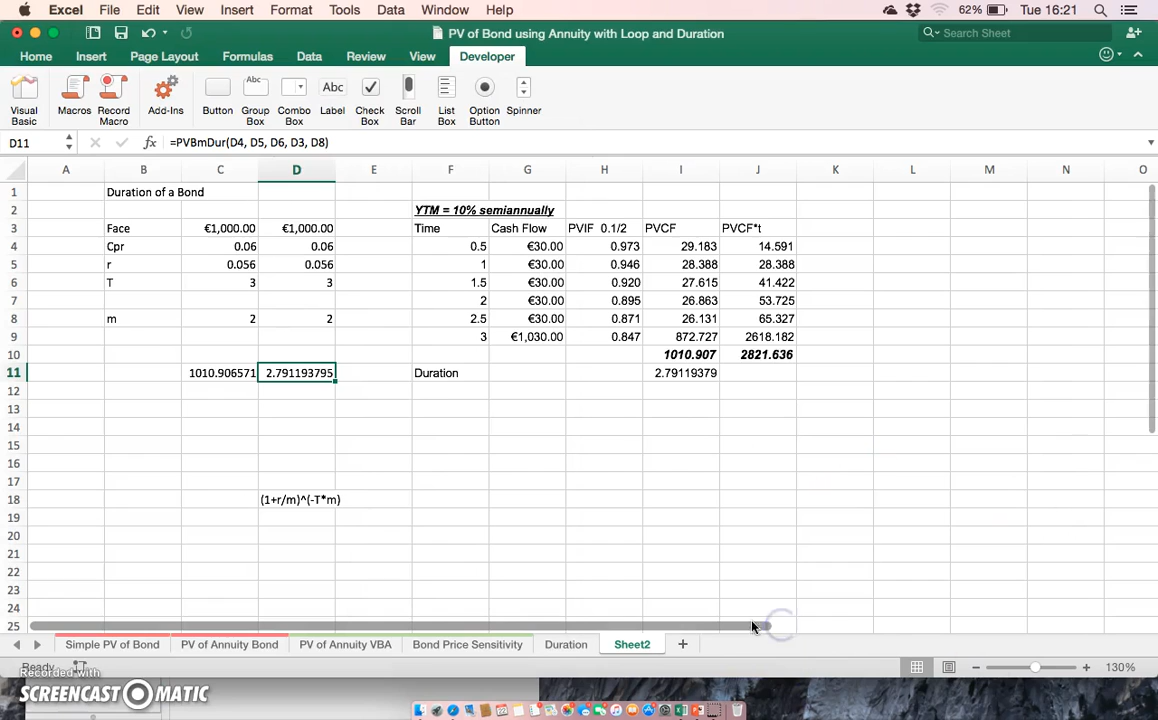 Excel File Edit View Insert Format Tools Data Window Help 62% Tue 16:21
PV of Bond using Annuity with Loop and Duration Search Sheet
Home Insert Page Layout Formulas Data Review View Developer
Visual Basic Macros Record Macro Add-Ins Button Abc Group Box Combo Box Abc Label Check Box Scroll Bar List Box Option Button Spinner
D11 fx =PVBmDur(D4, D5, D6, D3, D8)
A B C D E F G H I J K L M N O
1 Duration of a Bond
2 YTM = 10% semiannually
3 Face €1,000.00 €1,000.00 Time Cash Flow PVIF 0.1/2 PVCF PVCF*t
4 Cpr 0.06 0.06 0.5 €30.00 0.973 29.183 14.591
5 r 0.056 0.056 1 €30.00 0.946 28.388 28.388
6 T 3 3 1.5 €30.00 0.920 27.615 41.422
7 2 €30.00 0.895 26.863 53.725
8 m 2 2 2.5 €30.00 0.871 26.131 65.327
9 3 €1,030.00 0.847 872.727 2618.182
10 1010.907 2821.636
11 1010.906571 2.791193795 Duration 2.79119379
12
13
14
15
16
17
18 (1+r/m)^(-T*m)
19
20
21
22
23
24
25
Simple PV of Bond PV of Annuity Bond PV of Annuity VBA Bond Price Sensitivity Duration Sheet2 +
Ready 130%
Recorded with
SCREENCAST O MATIC